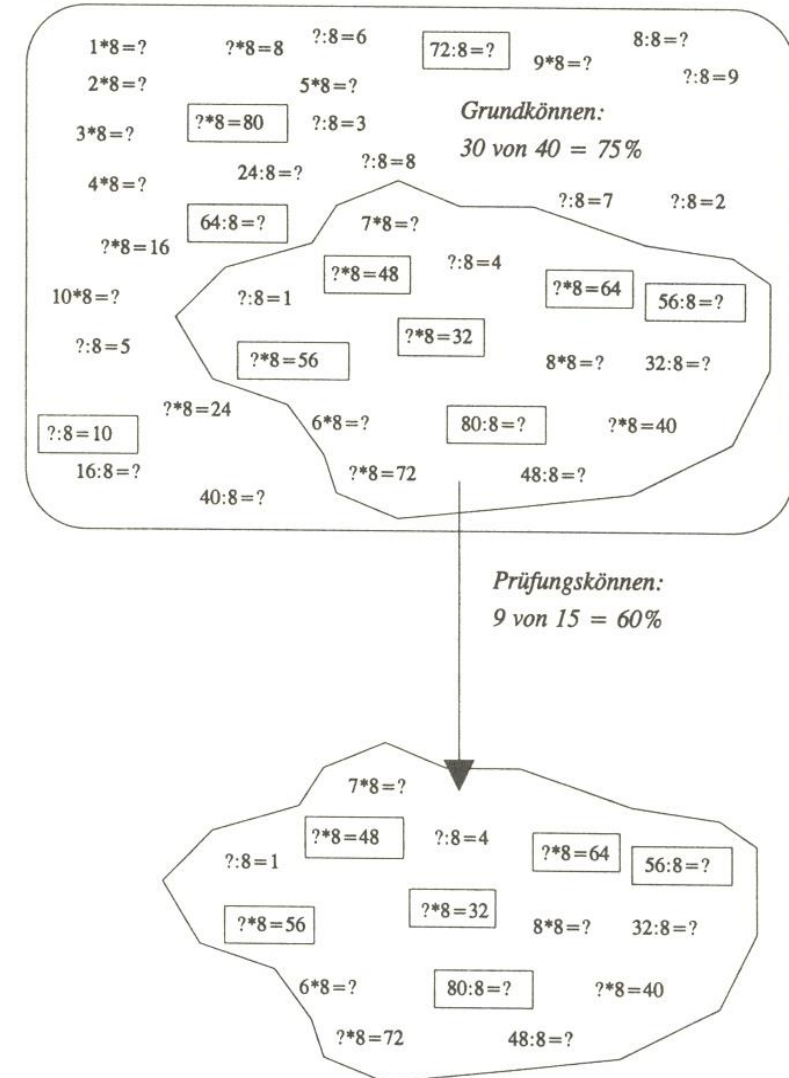 1*8=? ?*8=8 ?:8=6 72:8=? 9*8=? 8:8=?
2*8=? 5*8=? ?:8=9
3*8=? ?*8=80 ?:8=3 Grundkönnen:
30 von 40 = 75%
4*8=? 24:8=? ?:8=8
64:8=? 7*8=? ?:8=7 ?:8=2
?*8=16 ?*8=48 ?:8=4
10*8=? ?:8=1 ?*8=64 56:8=?
?:8=5 ?*8=56 ?*8=32 8*8=? 32:8=?
?*8=24 6*8=? 80:8=? ?*8=40
?:8=10
16:8=? ?*8=72 48:8=?
40:8=?
Prüfungskönnen:
9 von 15 = 60%
7*8=?
?*8=48 ?:8=4 ?*8=64 56:8=?
?:8=1
?*8=56 ?*8=32 8*8=? 32:8=?
6*8=? 80:8=? ?*8=40
?*8=72 48:8=?